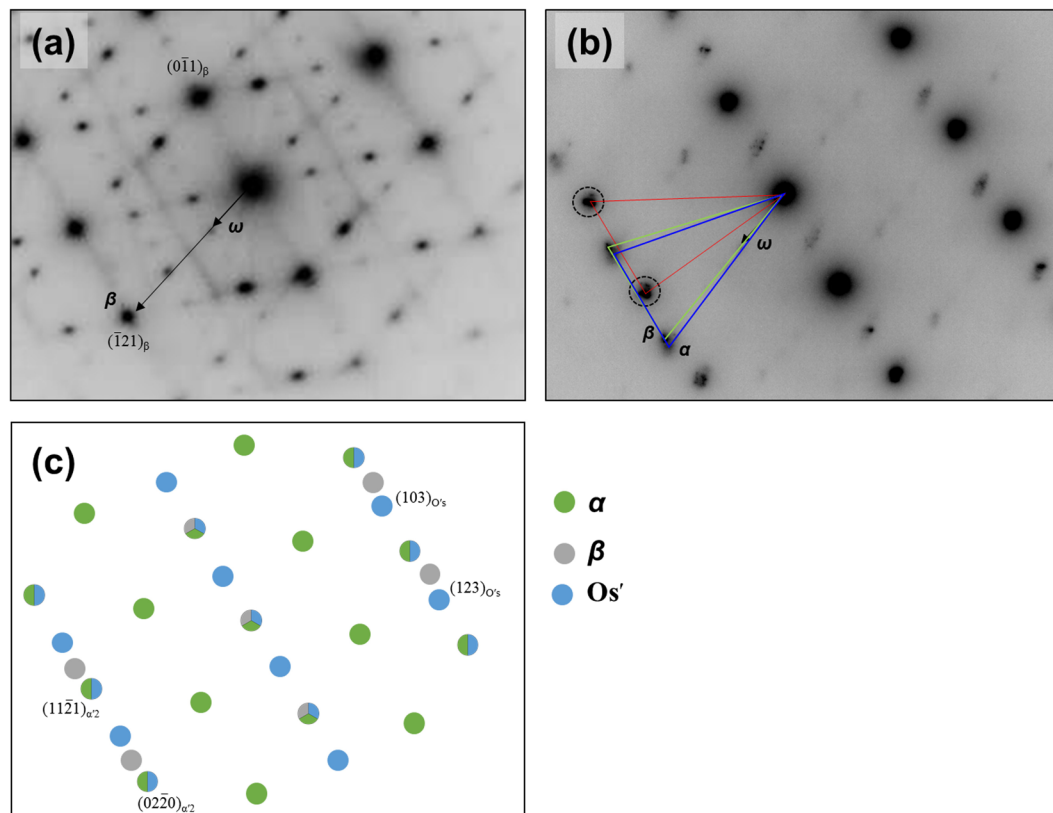 (a)
(01̄1)β
ω
β
(1̄21)β
(b)
ω
β
α
(c)
(103)O's
(123)O's
(112̄1)α'2
(022̄0)α'2
α
β
Os'